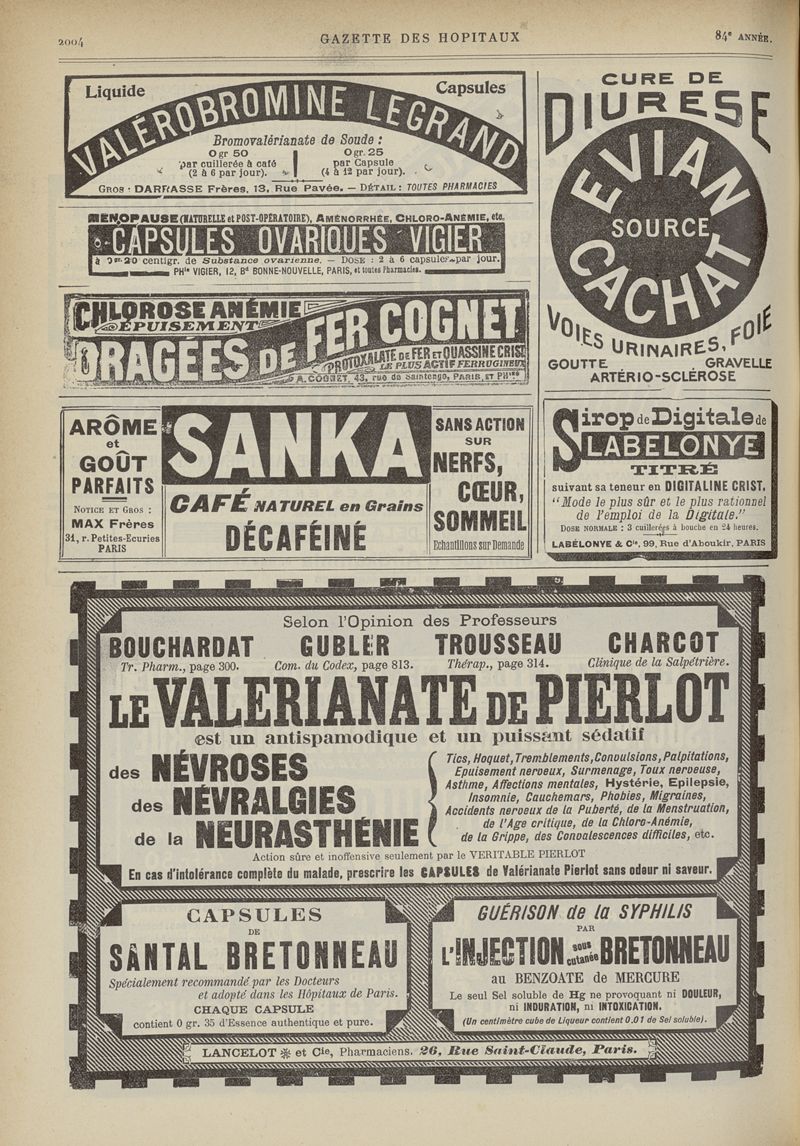 2004
GAZETTE DES HOPITAUX
84e ANNÉE.
Liquide
Capsules
VALÉROBROMINE LEGRAND
Bromovalérianate de Soude :
0 gr 50
par cuillerée à café
(2 à 6 par jour).
0 gr. 25
par Capsule
(4 à 12 par jour).
GROS : DARRASSE Frères, 13, Rue Pavée. — DÉTAIL : TOUTES PHARMACIES
MENOPAUSE (NATURELLE et POST-OPÉRATOIRE), AMÉNORRHÉE, CHLORO-ANÉMIE, etc.
CAPSULES OVARIQUES VIGIER
à 0gr.20 centigr. de Substance ovarienne. — DOSE : 2 à 6 capsules par jour.
PHie VIGIER, 12, Bd BONNE-NOUVELLE, PARIS, et toutes Pharmacies.
CHLOROSE ANÉMIE
ÉPUISEMENT
DRAGÉES DE FER COGNET
PROTOXALATE DE FER ET QUASSINE CRIST.
LE PLUS ACTIF FERRUGINEUX
A. COGNET, 43, rue de Saintonge, PARIS, ET PHies
AROME
et
GOÛT
PARFAITS
NOTICE ET GROS :
MAX Frères
31, r. Petites-Ecuries
PARIS
SANKA
CAFÉ NATUREL en Grains
DÉCAFÉINÉ
SANS ACTION
SUR
NERFS,
CŒUR,
SOMMEIL
Echantillons sur Demande
CURE DE
DIURESE
EVIAN
SOURCE
CACHAT
VOIES URINAIRES, FOIE
GOUTTE GRAVELLE
ARTÉRIO-SCLÉROSE
Sirop de Digitale de
LABELONYE
TITRÉ
suivant sa teneur en DIGITALINE CRIST.
"Mode le plus sûr et le plus rationnel
de l'emploi de la Digitale."
DOSE NORMALE : 3 cuillerées à bouche en 24 heures.
LABÉLONYE & Cie, 99, Rue d'Aboukir, PARIS
Selon l'Opinion des Professeurs
BOUCHARDAT GUBLER TROUSSEAU CHARCOT
Tr. Pharm., page 300. Com. du Codex, page 813. Thérap., page 314. Clinique de la Salpétrière.
LE VALERIANATE DE PIERLOT
est un antispamodique et un puissant sédatif
des NÉVROSES
des NÉVRALGIES
de la NEURASTHÉNIE
Tics, Hoquet, Tremblements, Convulsions, Palpitations,
Epuisement nerveux, Surmenage, Toux nerveuse,
Asthme, Affections mentales, Hystérie, Epilepsie,
Insomnie, Cauchemars, Phobies, Migraines,
Accidents nerveux de la Puberté, de la Menstruation,
de l'Age critique, de la Chloro-Anémie,
de la Grippe, des Convalescences difficiles, etc.
Action sûre et inoffensive seulement par le VERITABLE PIERLOT
En cas d'intolérance complète du malade, prescrire les CAPSULES de Valérianate Pierlot sans odeur ni saveur.
CAPSULES
DE
SANTAL BRETONNEAU
Spécialement recommandé par les Docteurs
et adopté dans les Hôpitaux de Paris.
CHAQUE CAPSULE
contient 0 gr. 35 d'Essence authentique et pure.
GUÉRISON de la SYPHILIS
PAR
L'INJECTION sous cutanée BRETONNEAU
au BENZOATE de MERCURE
Le seul Sel soluble de Hg ne provoquant ni DOULEUR,
ni INDURATION, ni INTOXICATION.
(Un centimètre cube de Liqueur contient 0.01 de Sel soluble).
LANCELOT et Cie, Pharmaciens. 26, Rue Saint-Claude, Paris.